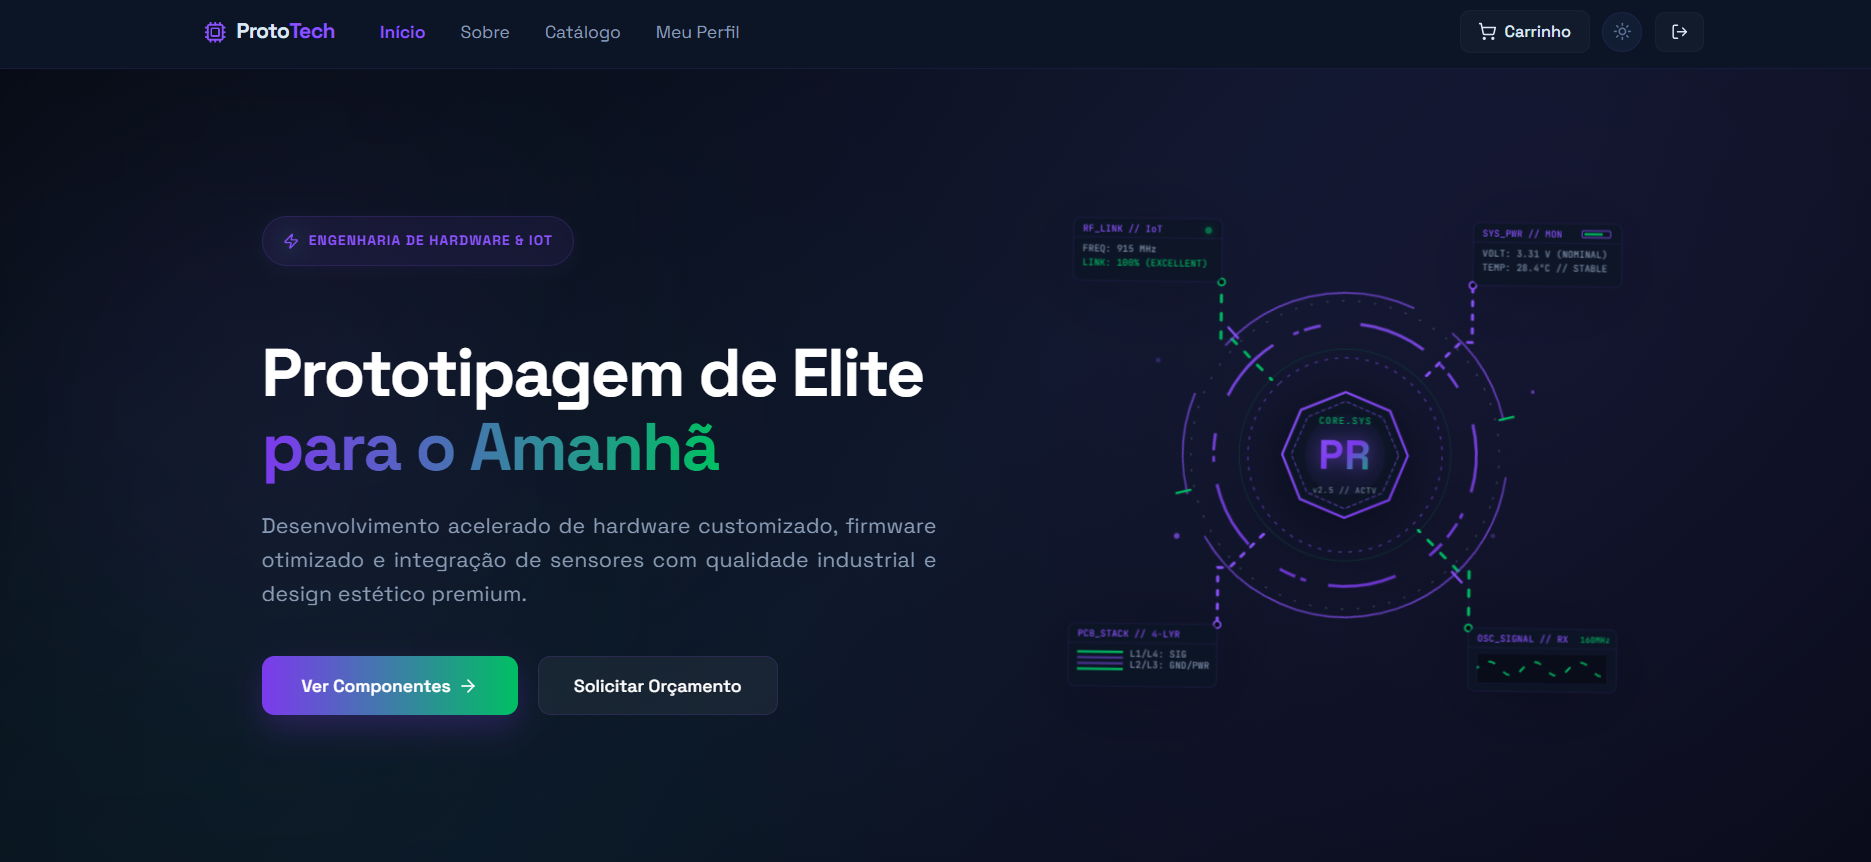 ProtoTech Início Sobre Catálogo Meu Perfil Carrinho
ENGENHARIA DE HARDWARE & IOT
Prototipagem de Elite
para o Amanhã
Desenvolvimento acelerado de hardware customizado, firmware
otimizado e integração de sensores com qualidade industrial e
design estético premium.
Ver Componentes
Solicitar Orçamento
RF_LINK // IoT
FREQ: 915 MHz
LINK: 100% (EXCELLENT)
SYS_PWR // MON
VOLT: 3.31 V (NOMINAL)
TEMP: 28.4°C // STABLE
CORE.SYS
PR
v2.5 // ACTV
PCB_STACK // 4-LYR
L1/L4: SIG
L2/L3: GND/PWR
OSC_SIGNAL // RX 160MHz